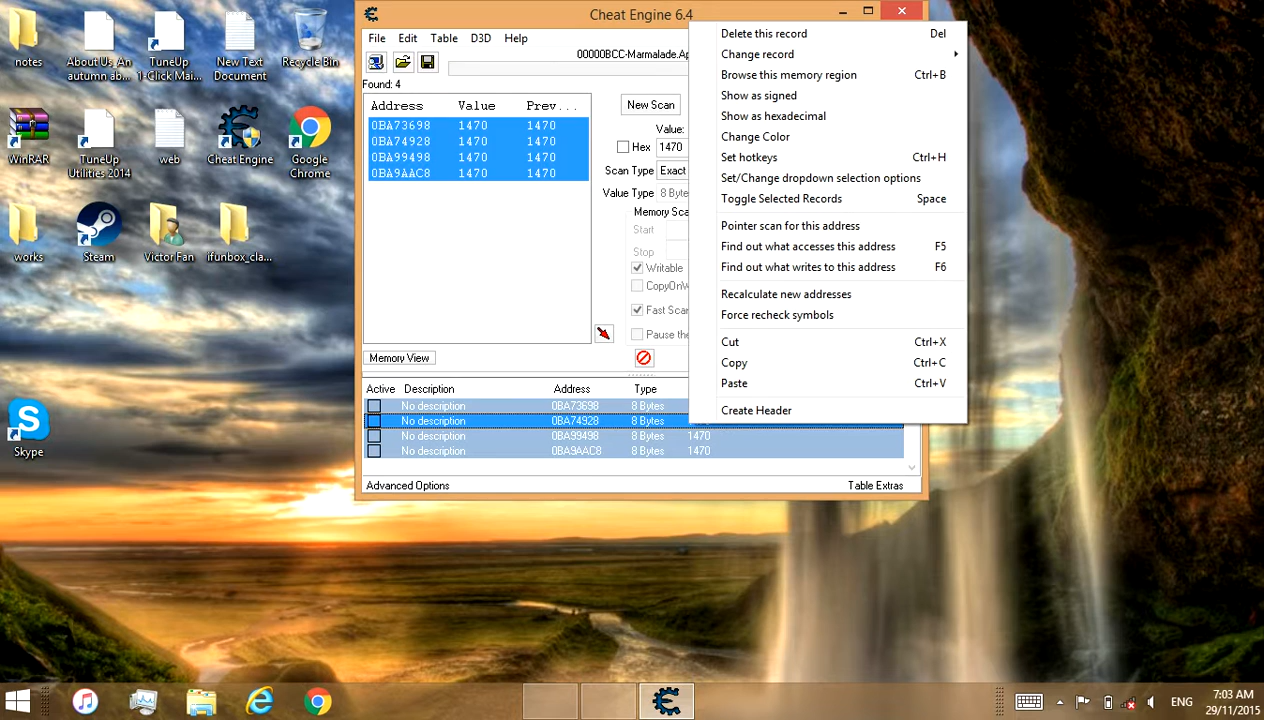 notes
About Us, An autumn ab...
TuneUp 1-Click Mai...
New Text Document
Recycle Bin
WinRAR
TuneUp Utilities 2014
web
Cheat Engine
Google Chrome
works
Steam
Victor Fan
ifunbox_cla...
Skype
Cheat Engine 6.4
File Edit Table D3D Help
00000BCC-Marmalade.Ap
Found: 4
Address Value Prev...
0BA73698 1470 1470
0BA74928 1470 1470
0BA99498 1470 1470
0BA9AAC8 1470 1470
New Scan
Value:
Hex 1470
Scan Type Exact
Value Type 8 Byte
Memory Sca
Start
Stop
Writable
CopyOnW
Fast Scan
Pause the
Memory View
Active Description Address Type
No description 0BA73698 8 Bytes
No description 0BA74928 8 Bytes
No description 0BA99498 8 Bytes 1470
No description 0BA9AAC8 8 Bytes 1470
Advanced Options Table Extras
Delete this record Del
Change record
Browse this memory region Ctrl+B
Show as signed
Show as hexadecimal
Change Color
Set hotkeys Ctrl+H
Set/Change dropdown selection options
Toggle Selected Records Space
Pointer scan for this address
Find out what accesses this address F5
Find out what writes to this address F6
Recalculate new addresses
Force recheck symbols
Cut Ctrl+X
Copy Ctrl+C
Paste Ctrl+V
Create Header
ENG
7:03 AM
29/11/2015